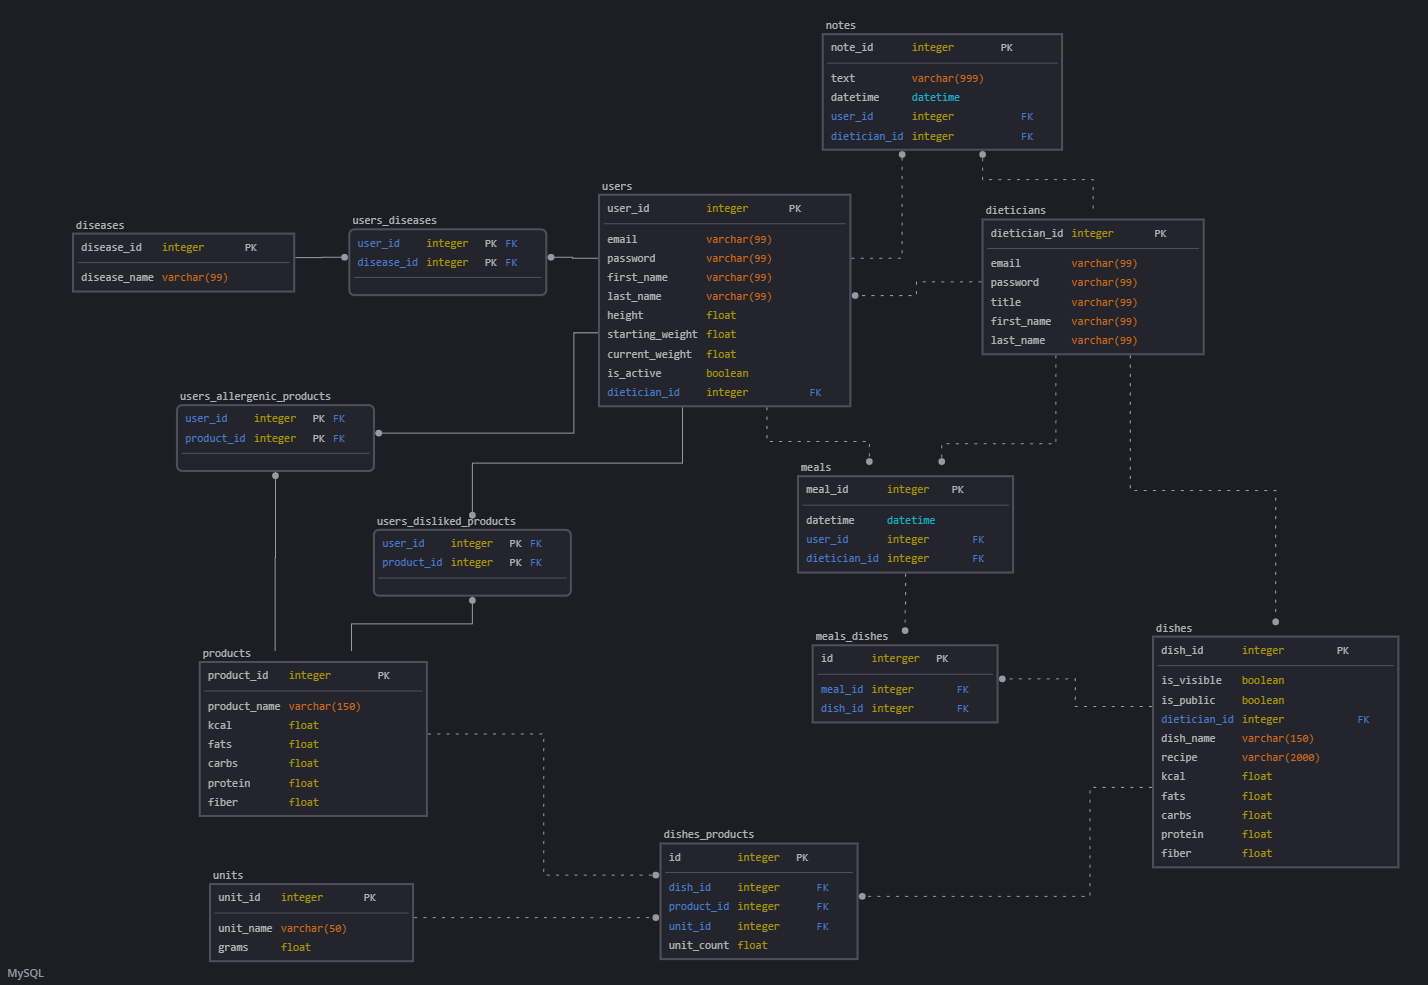 notes
note_id integer PK
text varchar(999)
datetime datetime
user_id integer FK
dietician_id integer FK
users
user_id integer PK
email varchar(99)
password varchar(99)
first_name varchar(99)
last_name varchar(99)
height float
starting_weight float
current_weight float
is_active boolean
dietician_id integer FK
dieticians
dietician_id integer PK
email varchar(99)
password varchar(99)
title varchar(99)
first_name varchar(99)
last_name varchar(99)
diseases
disease_id integer PK
disease_name varchar(99)
users_diseases
user_id integer PK FK
disease_id integer PK FK
users_allergenic_products
user_id integer PK FK
product_id integer PK FK
users_disliked_products
user_id integer PK FK
product_id integer PK FK
meals
meal_id integer PK
datetime datetime
user_id integer FK
dietician_id integer FK
meals_dishes
id interger PK
meal_id integer FK
dish_id integer FK
dishes
dish_id integer PK
is_visible boolean
is_public boolean
dietician_id integer FK
dish_name varchar(150)
recipe varchar(2000)
kcal float
fats float
carbs float
protein float
fiber float
products
product_id integer PK
product_name varchar(150)
kcal float
fats float
carbs float
protein float
fiber float
dishes_products
id integer PK
dish_id integer FK
product_id integer FK
unit_id integer FK
unit_count float
units
unit_id integer PK
unit_name varchar(50)
grams float
MySQL